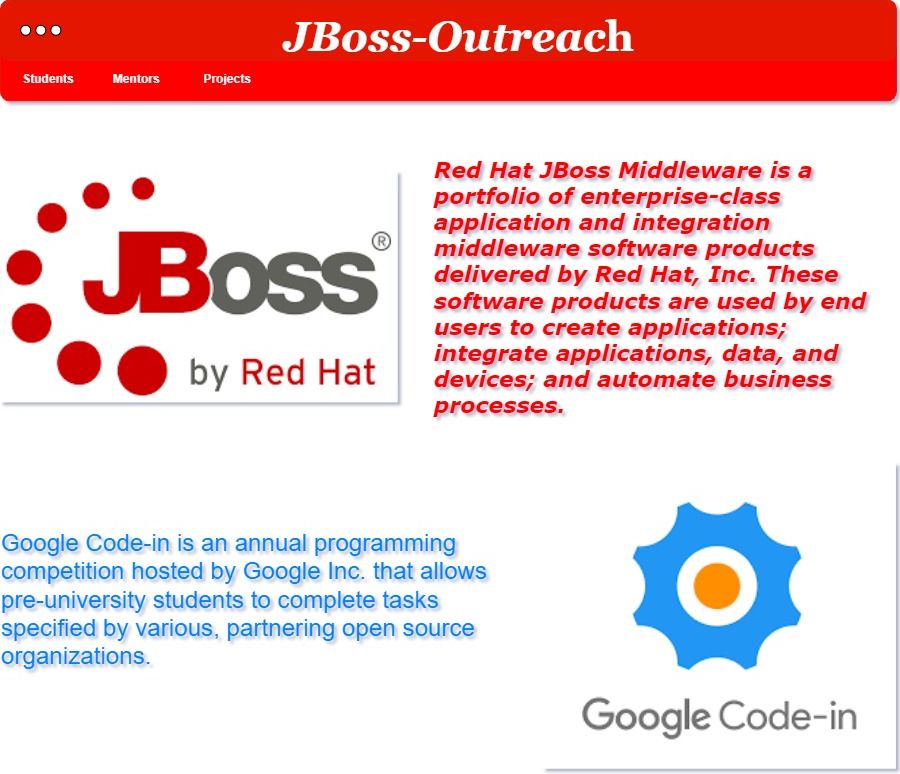 JBoss-Outreach
Students Mentors Projects
JBoss®
by Red Hat
Red Hat JBoss Middleware is a
portfolio of enterprise-class
application and integration
middleware software products
delivered by Red Hat, Inc. These
software products are used by end
users to create applications;
integrate applications, data, and
devices; and automate business
processes.
Google Code-in is an annual programming
competition hosted by Google Inc. that allows
pre-university students to complete tasks
specified by various, partnering open source
organizations.
Google Code-in